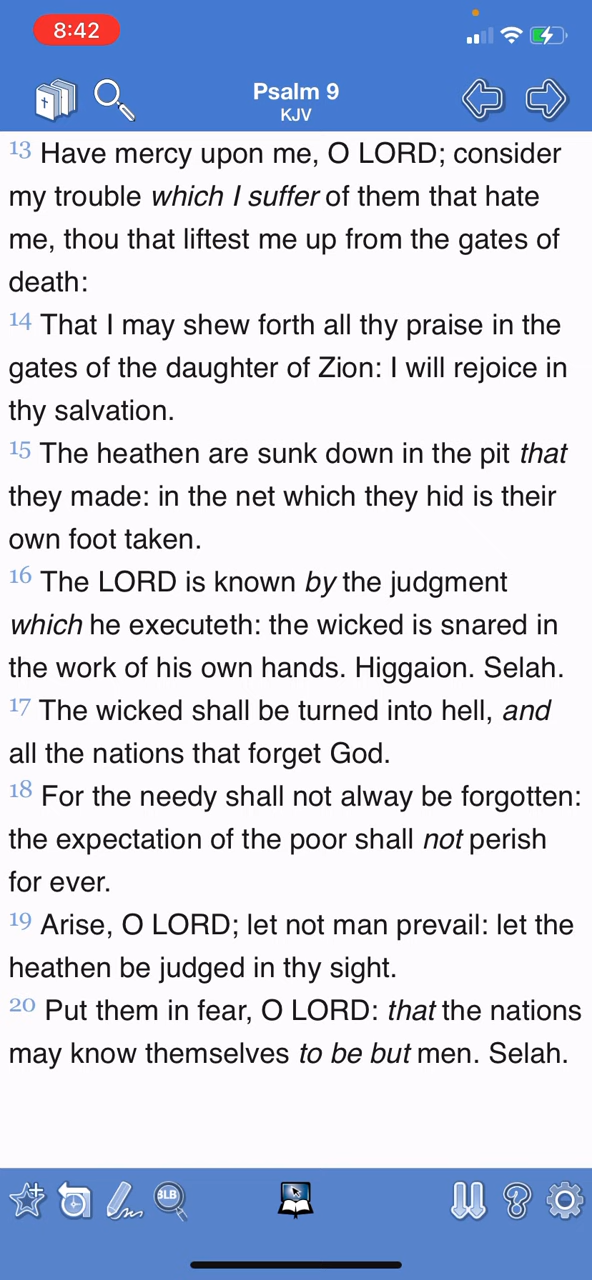 8:42
Psalm 9
KJV
13 Have mercy upon me, O LORD; consider
my trouble which I suffer of them that hate
me, thou that liftest me up from the gates of
death:
14 That I may shew forth all thy praise in the
gates of the daughter of Zion: I will rejoice in
thy salvation.
15 The heathen are sunk down in the pit that
they made: in the net which they hid is their
own foot taken.
16 The LORD is known by the judgment
which he executeth: the wicked is snared in
the work of his own hands. Higgaion. Selah.
17 The wicked shall be turned into hell, and
all the nations that forget God.
18 For the needy shall not alway be forgotten:
the expectation of the poor shall not perish
for ever.
19 Arise, O LORD; let not man prevail: let the
heathen be judged in thy sight.
20 Put them in fear, O LORD: that the nations
may know themselves to be but men. Selah.
BLB